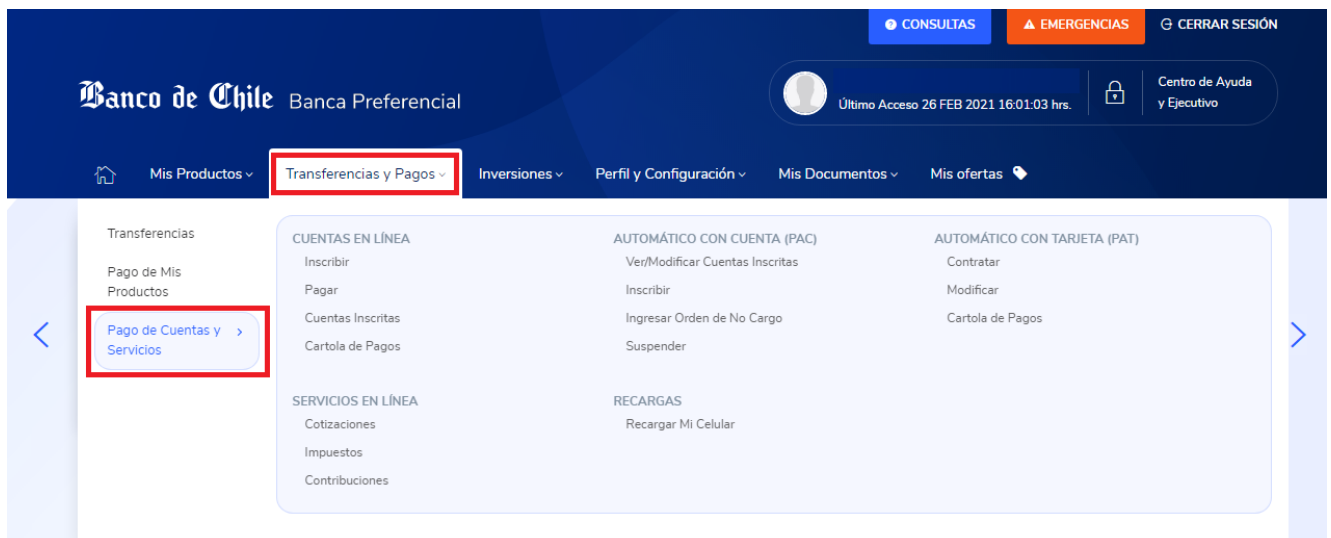 CONSULTAS
EMERGENCIAS
CERRAR SESIÓN
Banco de Chile Banca Preferencial
Último Acceso 26 FEB 2021 16:01:03 hrs.
Centro de Ayuda
y Ejecutivo
Mis Productos
Transferencias y Pagos
Inversiones
Perfil y Configuración
Mis Documentos
Mis ofertas
Transferencias
Pago de Mis
Productos
Pago de Cuentas y
Servicios
CUENTAS EN LÍNEA
Inscribir
Pagar
Cuentas Inscritas
Cartola de Pagos
AUTOMÁTICO CON CUENTA (PAC)
Ver/Modificar Cuentas Inscritas
Inscribir
Ingresar Orden de No Cargo
Suspender
AUTOMÁTICO CON TARJETA (PAT)
Contratar
Modificar
Cartola de Pagos
SERVICIOS EN LÍNEA
Cotizaciones
Impuestos
Contribuciones
RECARGAS
Recargar Mi Celular